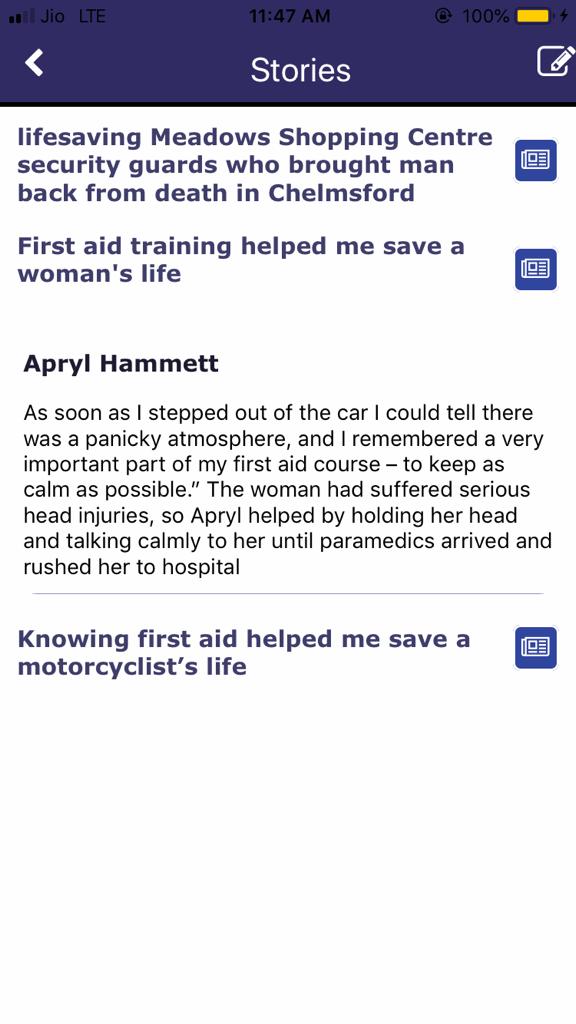 Jio LTE 11:47 AM 100%
Stories
lifesaving Meadows Shopping Centre
security guards who brought man
back from death in Chelmsford
First aid training helped me save a
woman's life
Apryl Hammett
As soon as I stepped out of the car I could tell there
was a panicky atmosphere, and I remembered a very
important part of my first aid course – to keep as
calm as possible.” The woman had suffered serious
head injuries, so Apryl helped by holding her head
and talking calmly to her until paramedics arrived and
rushed her to hospital
Knowing first aid helped me save a
motorcyclist’s life